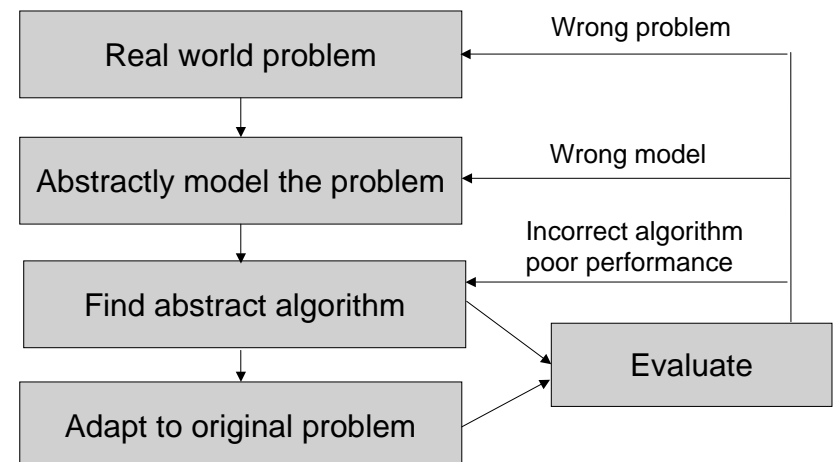 Wrong problem
Real world problem
Wrong model
Abstractly model the problem
Incorrect algorithm
poor performance
Find abstract algorithm
Evaluate
Adapt to original problem